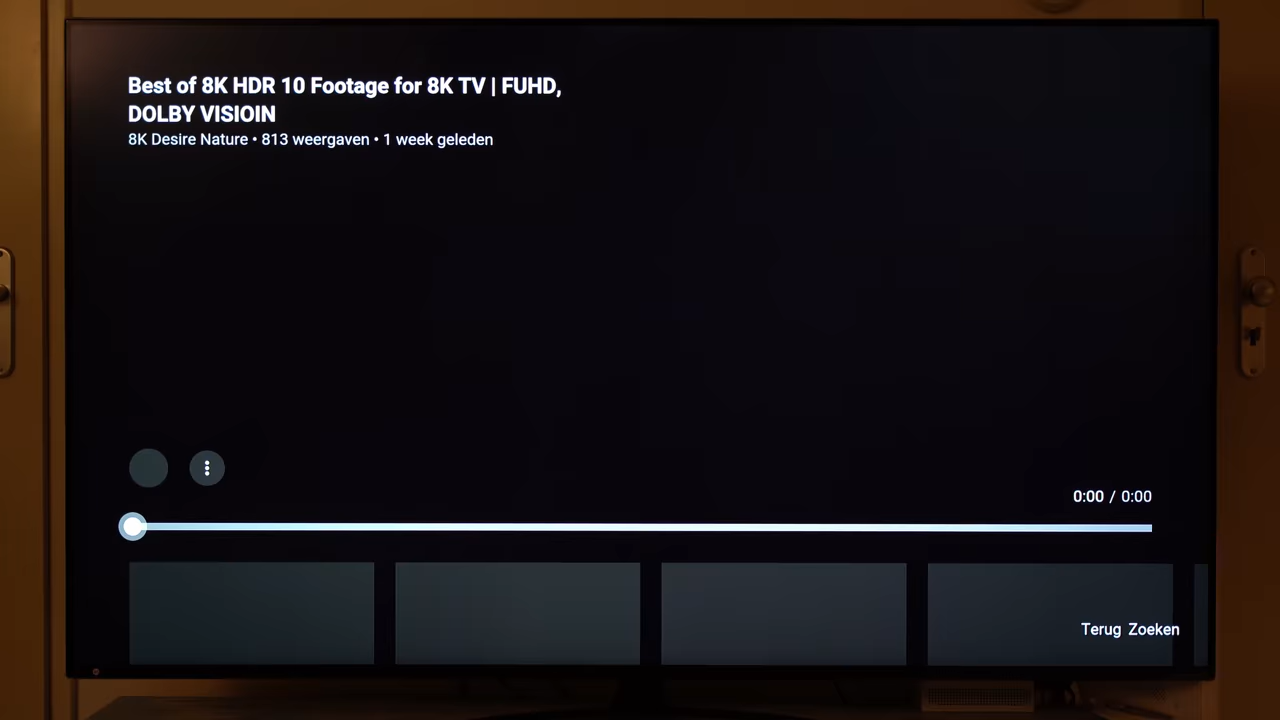 Best of 8K HDR 10 Footage for 8K TV | FUHD,
DOLBY VISIOIN
8K Desire Nature • 813 weergaven • 1 week geleden
0:00 / 0:00
Terug Zoeken